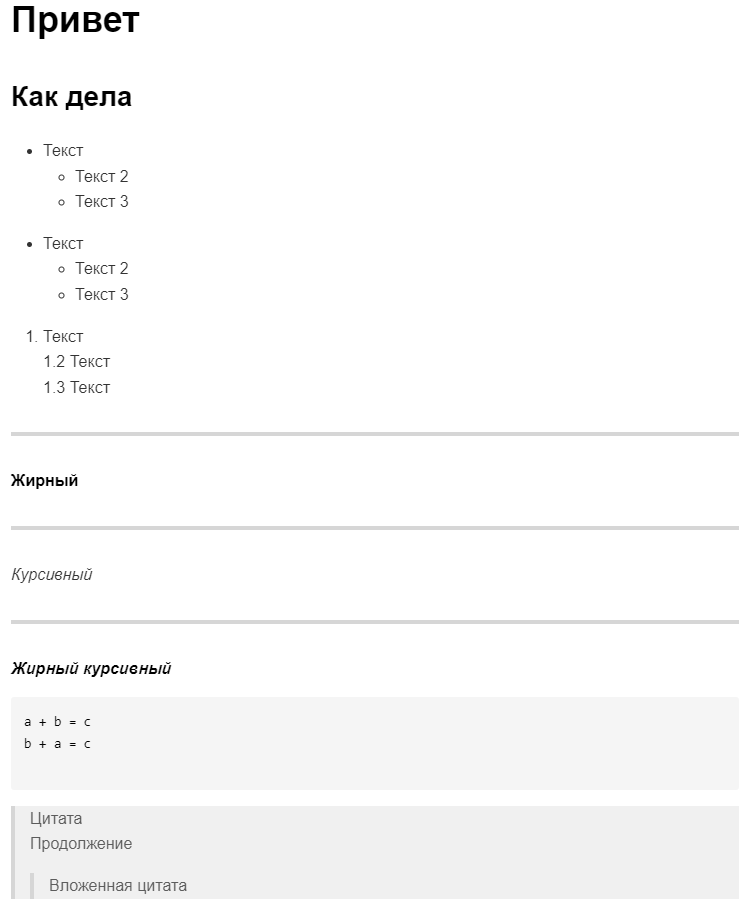 Привет
Как дела
Текст
Текст 2
Текст 3
Текст
Текст 2
Текст 3
1. Текст
1.2 Текст
1.3 Текст
Жирный
Курсивный
Жирный курсивный
a + b = c
b + a = c
Цитата
Продолжение
Вложенная цитата